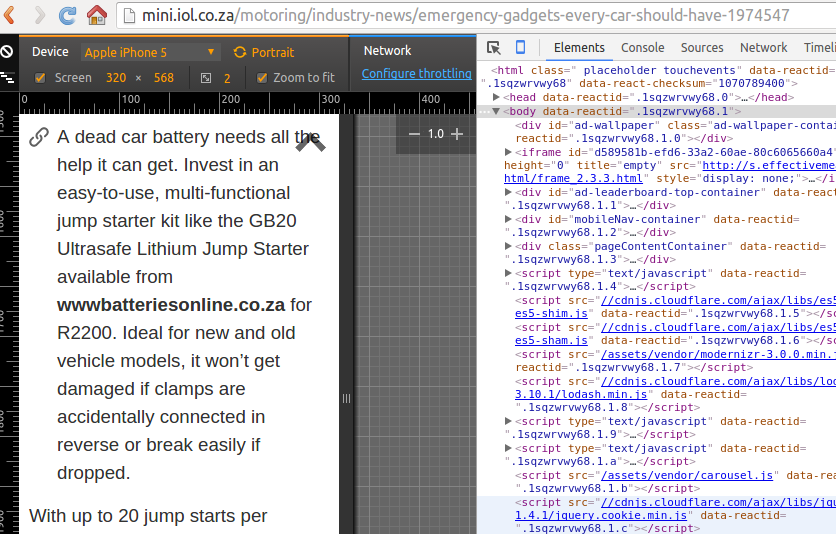 mini.iol.co.za/motoring/industry-news/emergency-gadgets-every-car-should-have-1974547
Device Apple iPhone 5 Portrait
Screen 320 × 568 2 Zoom to fit
Network
Configure throttling
0 100 200 300 400
1.0
A dead car battery needs all the
help it can get. Invest in an
easy-to-use, multi-functional
jump starter kit like the GB20
Ultrasafe Lithium Jump Starter
available from
wwwbatteriesonline.co.za for
R2200. Ideal for new and old
vehicle models, it won’t get
damaged if clamps are
accidentally connected in
reverse or break easily if
dropped.
With up to 20 jump starts per
Elements Console Sources Network Timeli
<html class=" placeholder touchevents" data-reactid=
".1sqzwrvwy68" data-react-checksum="1070789400">
<head data-reactid=".1sqzwrvwy68.0">…</head>
<body data-reactid=".1sqzwrvwy68.1">
<div id="ad-wallpaper" class="ad-wallpaper-contai
".1sqzwrvwy68.1.0"></div>
<iframe id="d589581b-efd6-33a2-60ae-80c6065660a4"
height="0" title="empty" src="http://s.effectivemea
html/frame_2.3.3.html" style="display: none;">…</i
<div id="ad-leaderboard-top-container" data-react
".1sqzwrvwy68.1.1">…</div>
<div id="mobileNav-container" data-reactid=
".1sqzwrvwy68.1.2">…</div>
<div class="pageContentContainer" data-reactid=
".1sqzwrvwy68.1.3">…</div>
<script type="text/javascript" data-reactid=
".1sqzwrvwy68.1.4">…</script>
<script src="//cdnjs.cloudflare.com/ajax/libs/es5
es5-shim.js" data-reactid=".1sqzwrvwy68.1.5"></sc
<script src="//cdnjs.cloudflare.com/ajax/libs/es5
es5-sham.js" data-reactid=".1sqzwrvwy68.1.6"></sc
<script src="/assets/vendor/modernizr-3.0.0.min.j
reactid=".1sqzwrvwy68.1.7"></script>
<script src="//cdnjs.cloudflare.com/ajax/libs/lod
3.10.1/lodash.min.js" data-reactid=
".1sqzwrvwy68.1.8"></script>
<script type="text/javascript" data-reactid=
".1sqzwrvwy68.1.9">…</script>
<script type="text/javascript" data-reactid=
".1sqzwrvwy68.1.a">…</script>
<script src="/assets/vendor/carousel.js" data-rea
".1sqzwrvwy68.1.b"></script>
<script src="//cdnjs.cloudflare.com/ajax/libs/jqu
1.4.1/jquery.cookie.min.js" data-reactid=
".1sqzwrvwy68.1.c"></script>